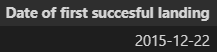 Date of first succesful landing
2015-12-22